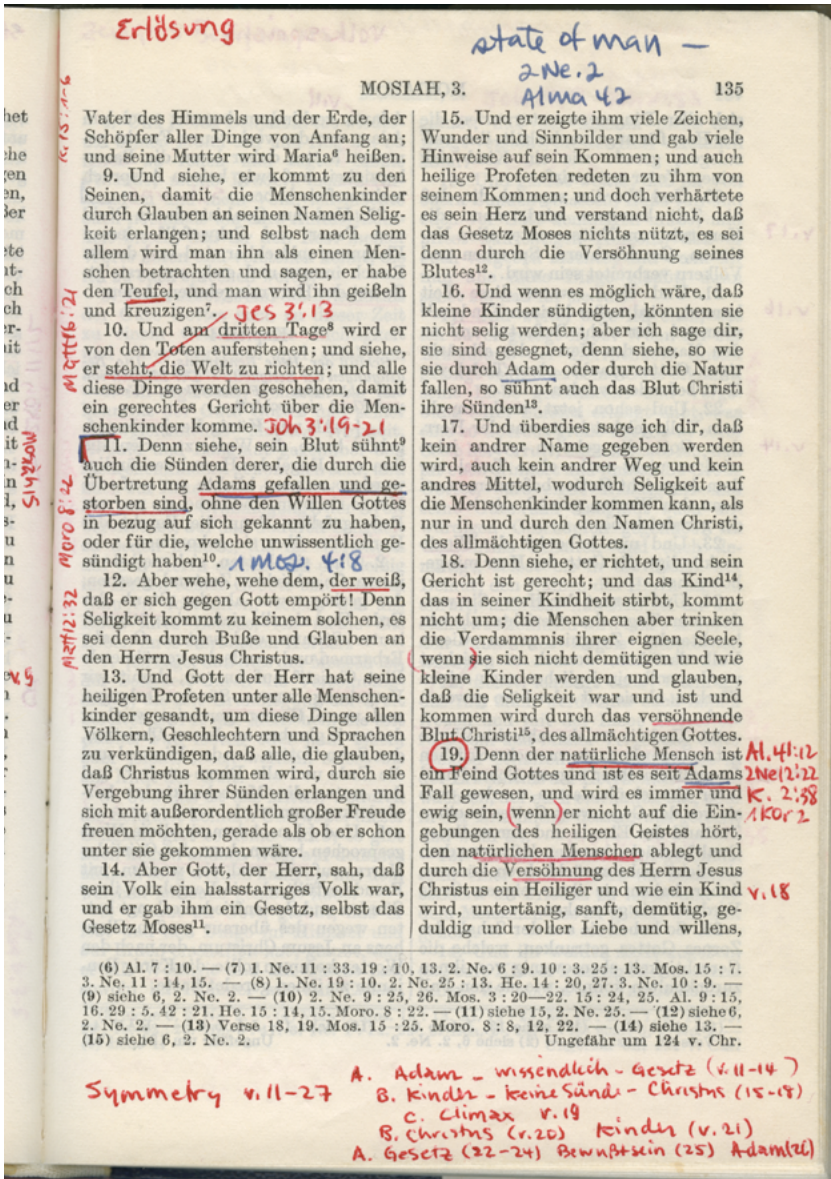 Erlösung
state of man —
2 Ne. 2
Alma 42
MOSIAH, 3.
135
Vater des Himmels und der Erde, der
Schöpfer aller Dinge von Anfang an;
und seine Mutter wird Maria⁶ heißen.
9. Und siehe, er kommt zu den
Seinen, damit die Menschenkinder
durch Glauben an seinen Namen Selig-
keit erlangen; und selbst nach dem
allem wird man ihn als einen Men-
schen betrachten und sagen, er habe
den Teufel, und man wird ihn geißeln
und kreuzigen⁷. Jes 3:13
10. Und am dritten Tage⁸ wird er
von den Toten auferstehen; und siehe,
er steht, die Welt zu richten; und alle
diese Dinge werden geschehen, damit
ein gerechtes Gericht über die Men-
schenkinder komme. Joh 3:19-21
11. Denn siehe, sein Blut sühnt⁹
auch die Sünden derer, die durch die
Übertretung Adams gefallen und ge-
storben sind, ohne den Willen Gottes
in bezug auf sich gekannt zu haben,
oder für die, welche unwissentlich ge-
sündigt haben¹⁰. 1 Mos. 4:8
12. Aber wehe, wehe dem, der weiß,
daß er sich gegen Gott empört! Denn
Seligkeit kommt zu keinem solchen, es
sei denn durch Buße und Glauben an
den Herrn Jesus Christus.
13. Und Gott der Herr hat seine
heiligen Profeten unter alle Menschen-
kinder gesandt, um diese Dinge allen
Völkern, Geschlechtern und Sprachen
zu verkündigen, daß alle, die glauben,
daß Christus kommen wird, durch sie
Vergebung ihrer Sünden erlangen und
sich mit außerordentlich großer Freude
freuen möchten, gerade als ob er schon
unter sie gekommen wäre.
14. Aber Gott, der Herr, sah, daß
sein Volk ein halsstarriges Volk war,
und er gab ihm ein Gesetz, selbst das
Gesetz Moses¹¹.
K. 15:1-6
Matt 16:21
Moro 8:22
Matt 12:32
15. Und er zeigte ihm viele Zeichen,
Wunder und Sinnbilder und gab viele
Hinweise auf sein Kommen; und auch
heilige Profeten redeten zu ihm von
seinem Kommen; und doch verhärtete
es sein Herz und verstand nicht, daß
das Gesetz Moses nichts nützt, es sei
denn durch die Versöhnung seines
Blutes¹².
16. Und wenn es möglich wäre, daß
kleine Kinder sündigten, könnten sie
nicht selig werden; aber ich sage dir,
sie sind gesegnet, denn siehe, so wie
sie durch Adam oder durch die Natur
fallen, so sühnt auch das Blut Christi
ihre Sünden¹³.
17. Und überdies sage ich dir, daß
kein andrer Name gegeben werden
wird, auch kein andrer Weg und kein
andres Mittel, wodurch Seligkeit auf
die Menschenkinder kommen kann, als
nur in und durch den Namen Christi,
des allmächtigen Gottes.
18. Denn siehe, er richtet, und sein
Gericht ist gerecht; und das Kind¹⁴,
das in seiner Kindheit stirbt, kommt
nicht um; die Menschen aber trinken
die Verdammnis ihrer eignen Seele,
(wenn) sie sich nicht demütigen und wie
kleine Kinder werden und glauben,
daß die Seligkeit war und ist und
kommen wird durch das versöhnende
Blut Christi¹⁵, des allmächtigen Gottes.
19. Denn der natürliche Mensch ist Al. 41:12
ein Feind Gottes und ist es seit Adams 2 Ne 2:22
Fall gewesen, und wird es immer und K. 2:38
ewig sein, (wenn) er nicht auf die Ein- 1 Kor 2
gebungen des heiligen Geistes hört,
den natürlichen Menschen ablegt und
durch die Versöhnung des Herrn Jesus
Christus ein Heiliger und wie ein Kind v. 18
wird, untertänig, sanft, demütig, ge-
duldig und voller Liebe und willens,
(6) Al. 7 : 10. — (7) 1. Ne. 11 : 33. 19 : 10, 13. 2. Ne. 6 : 9. 10 : 3. 25 : 13. Mos. 15 : 7.
3. Ne. 11 : 14, 15. — (8) 1. Ne. 19 : 10. 2. Ne. 25 : 13. He. 14 : 20, 27. 3. Ne. 10 : 9. —
(9) siehe 6, 2. Ne. 2. — (10) 2. Ne. 9 : 25, 26. Mos. 3 : 20—22. 15 : 24, 25. Al. 9 : 15,
16. 29 : 5. 42 : 21. He. 15 : 14, 15. Moro. 8 : 22. — (11) siehe 15, 2. Ne. 25. — (12) siehe 6,
2. Ne. 2. — (13) Verse 18, 19. Mos. 15 : 25. Moro. 8 : 8, 12, 22. — (14) siehe 13. —
(15) siehe 6, 2. Ne. 2.
Ungefähr um 124 v. Chr.
Symmetry v. 11-27
A. Adam - wissendlich - Gesetz (v. 11-14)
B. Kinder - keine Sünde - Christus (15-18)
C. Climax v. 19
B. Christus (v. 20) Kinder (v. 21)
A. Gesetz (22-24) Bewußtsein (25) Adam (26)